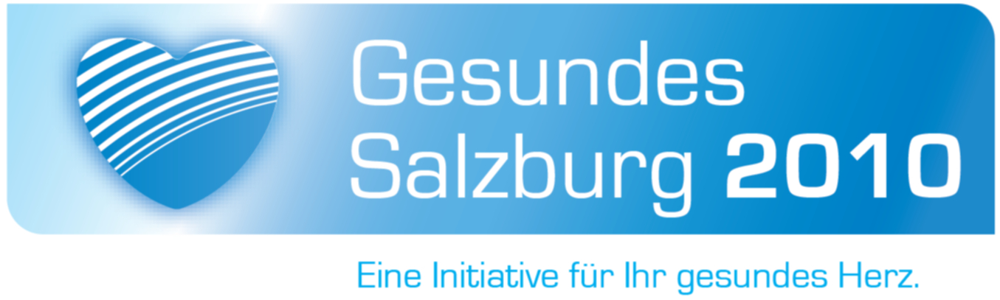 Gesundes
Salzburg 2010
Eine Initiative für Ihr gesundes Herz.